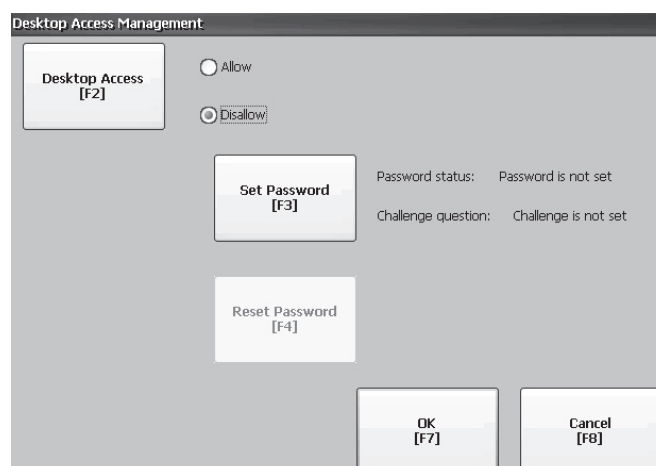 Desktop Access Management
Desktop Access
[F2]
Allow
Disallow
Set Password
[F3]
Password status: Password is not set
Challenge question: Challenge is not set
Reset Password
[F4]
OK
[F7]
Cancel
[F8]